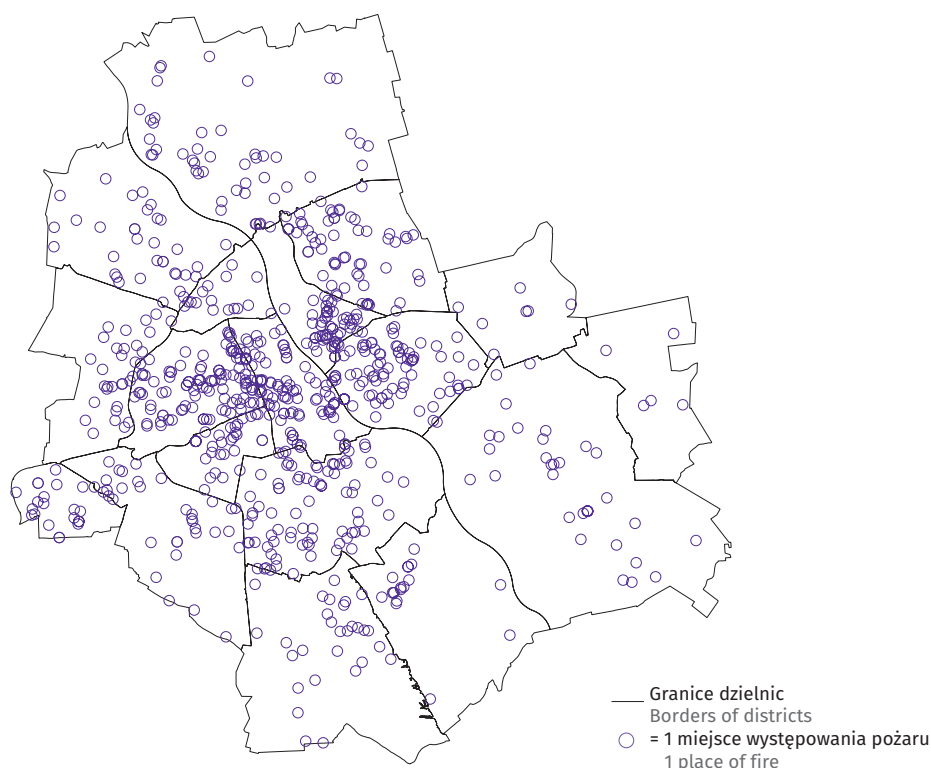 Granice dzielnic
Borders of districts
= 1 miejsce występowania pożaru
1 place of fire